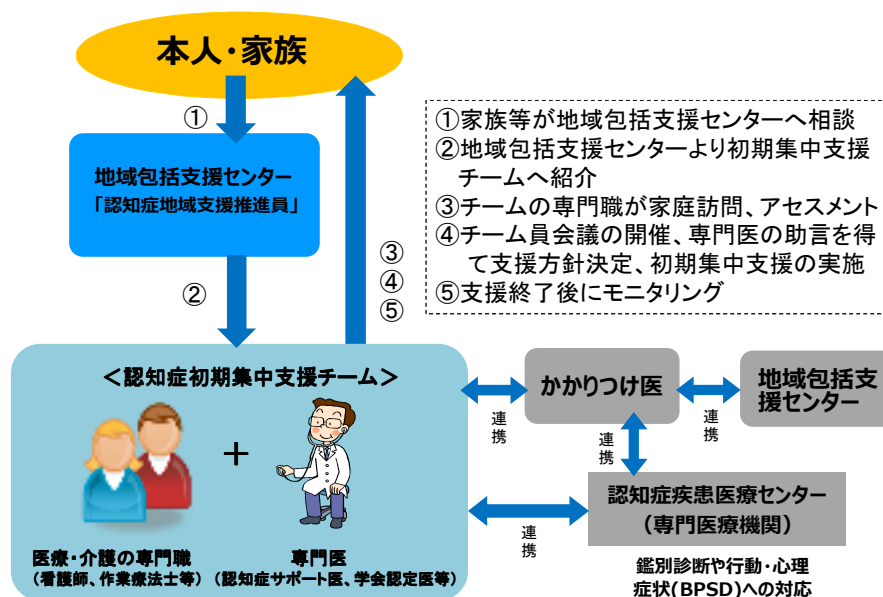 本人・家族
①
地域包括支援センター
「認知症地域支援推進員」
②
③
④
⑤
①家族等が地域包括支援センターへ相談
②地域包括支援センターより初期集中支援
チームへ紹介
③チームの専門職が家庭訪問、アセスメント
④チーム員会議の開催、専門医の助言を得
て支援方針決定、初期集中支援の実施
⑤支援終了後にモニタリング
＜認知症初期集中支援チーム＞
+
医療・介護の専門職
（看護師、作業療法士等）
専門医
（認知症サポート医、学会認定医等）
連携
かかりつけ医
連携
地域包括支
援センター
連携
連携
認知症疾患医療センター
（専門医療機関）
鑑別診断や行動・心理
症状(BPSD)への対応